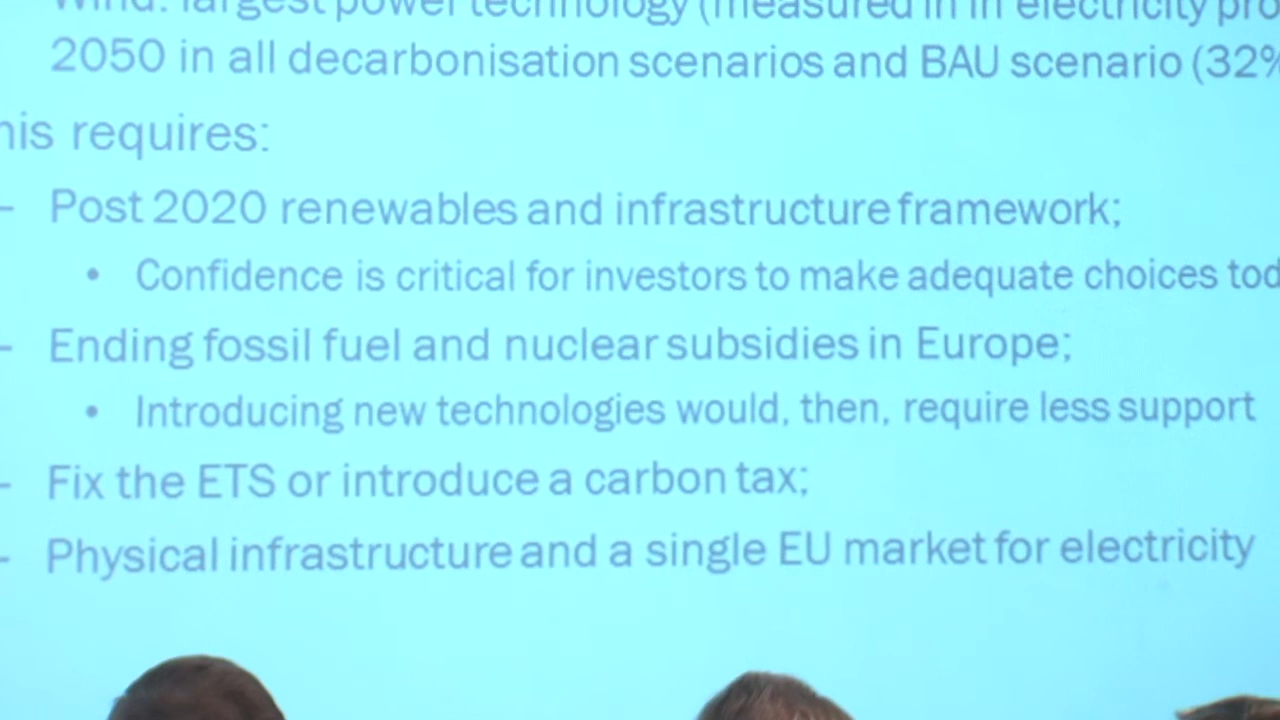 Wind: largest power technology (measured in in electricity
2050 in all decarbonisation scenarios and BAU scenario (32%
his requires:
– Post 2020 renewables and infrastructure framework;
• Confidence is critical for investors to make adequate choices tod
– Ending fossil fuel and nuclear subsidies in Europe;
• Introducing new technologies would, then, require less support
– Fix the ETS or introduce a carbon tax;
– Physical infrastructure and a single EU market for electricity